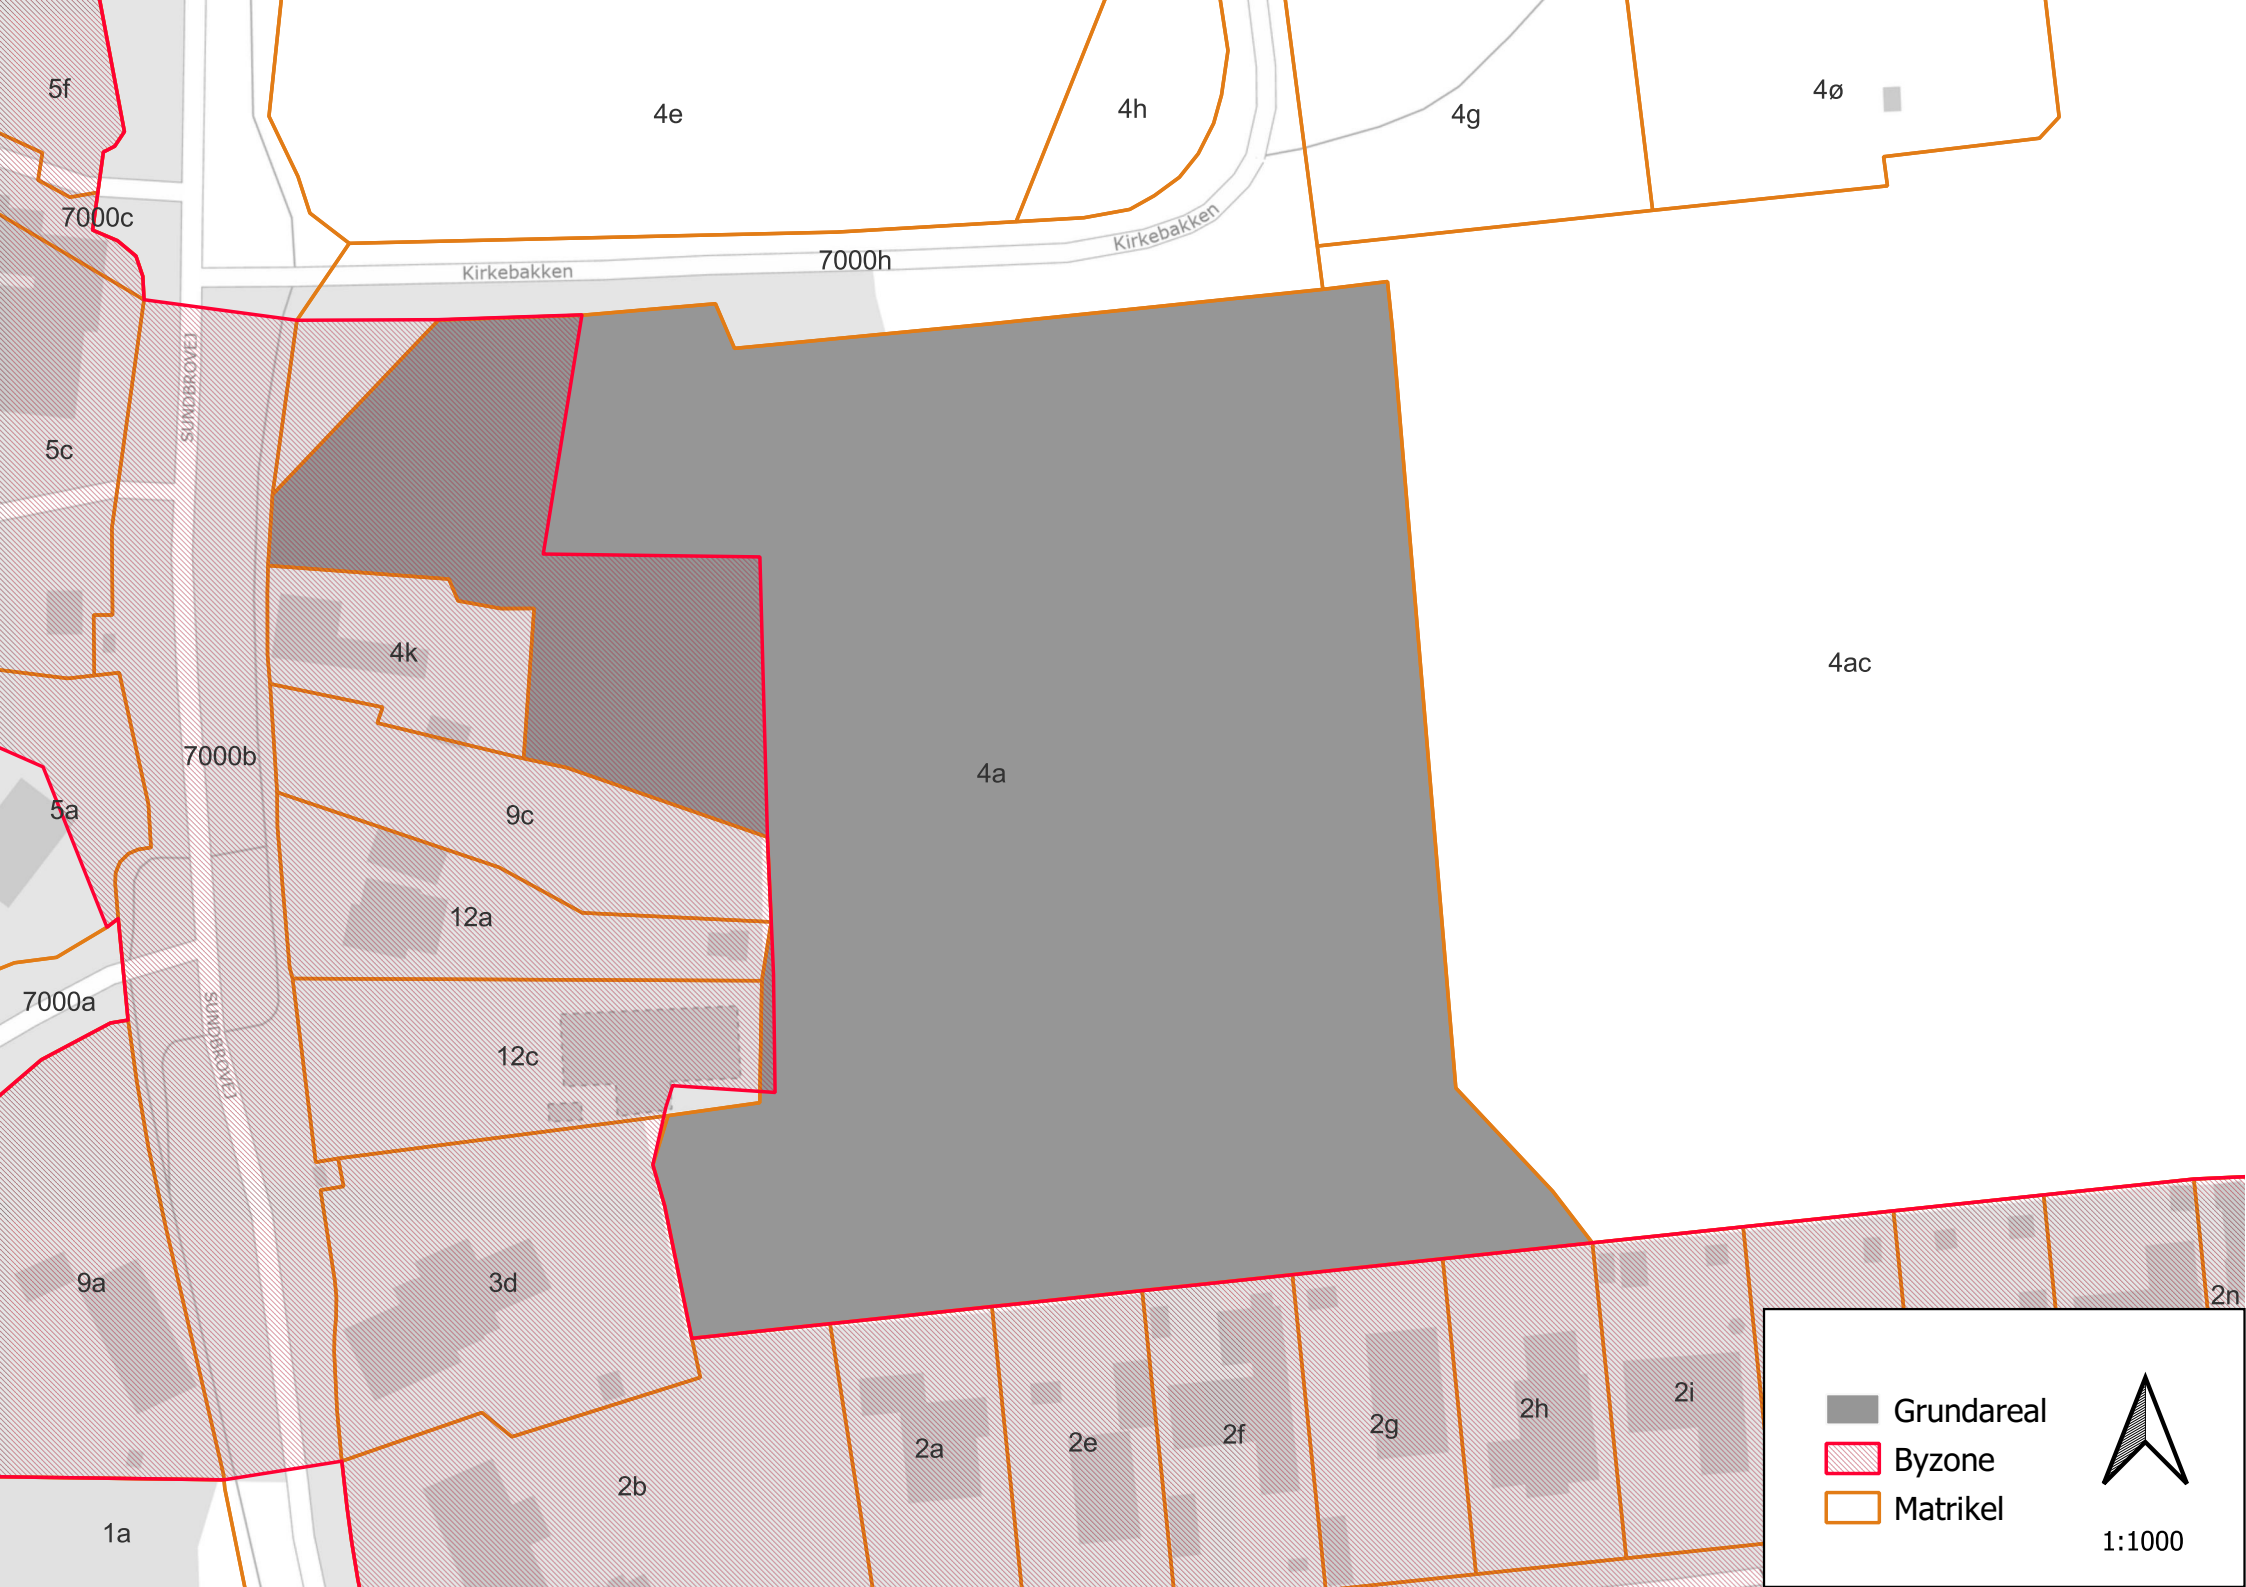 5f
4e
4h
4g
4ø
7000c
Kirkebakken
7000h
Kirkebakken
SUNDBROVEJ
5c
4k
4ac
7000b
4a
5a
9c
12a
7000a
SUNDBROVEJ
12c
9a
3d
2n
2i
2h
2g
2f
2e
2a
2b
1a
Grundareal
Byzone
Matrikel
1:1000